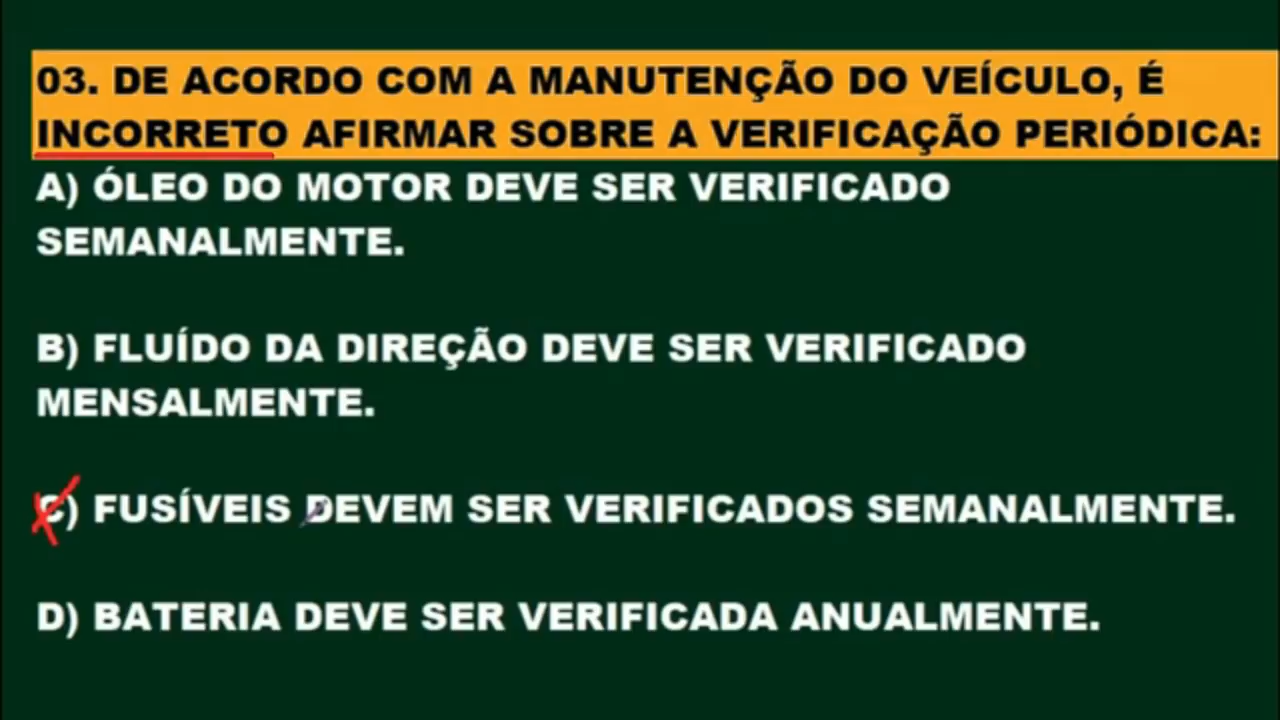 03. DE ACORDO COM A MANUTENÇÃO DO VEÍCULO, É
INCORRETO AFIRMAR SOBRE A VERIFICAÇÃO PERIÓDICA:
A) ÓLEO DO MOTOR DEVE SER VERIFICADO
SEMANALMENTE.
B) FLUÍDO DA DIREÇÃO DEVE SER VERIFICADO
MENSALMENTE.
C) FUSÍVEIS DEVEM SER VERIFICADOS SEMANALMENTE.
D) BATERIA DEVE SER VERIFICADA ANUALMENTE.